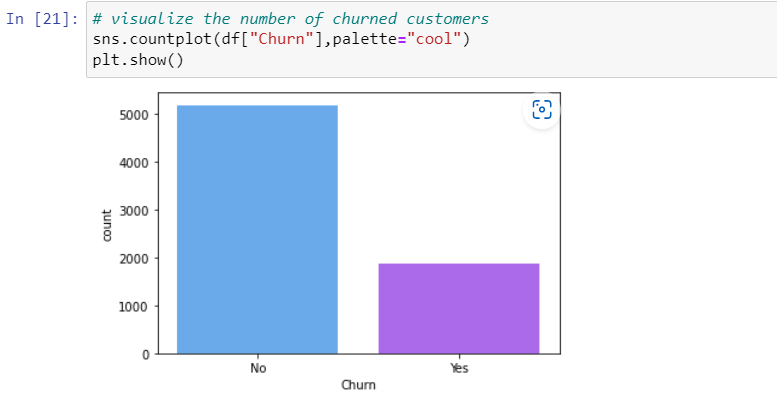 In [21]: # visualize the number of churned customers
sns.countplot(df["Churn"],palette="cool")
plt.show()
5000
4000
3000
2000
1000
0
count
No Yes
Churn